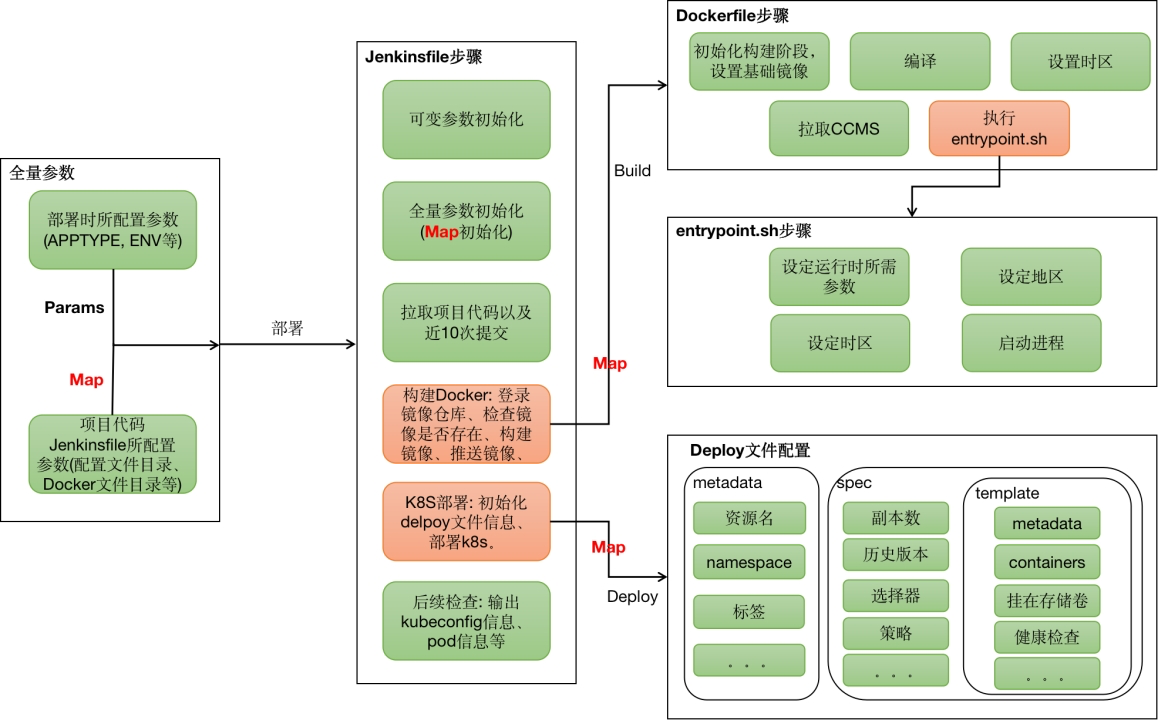 全量参数
部署时所配置参数
(APPTYPE, ENV等)
Params
Map
项目代码
Jenkinsfile所配置
参数(配置文件目录、
Docker文件目录等)
部署
Jenkinsfile步骤
可变参数初始化
全量参数初始化
(Map初始化)
拉取项目代码以及
近10次提交
构建Docker: 登录
镜像仓库、检查镜
像是否存在、构建
镜像、推送镜像、
K8S部署: 初始化
delpoy文件信息、
部署k8s。
后续检查: 输出
kubeconfig信息、
pod信息等
Build
Map
Map
Deploy
Dockerfile步骤
初始化构建阶段，
设置基础镜像
编译
设置时区
拉取CCMS
执行
entrypoint.sh
entrypoint.sh步骤
设定运行时所需
参数
设定地区
设定时区
启动进程
Deploy文件配置
metadata
资源名
namespace
标签
。。。
spec
副本数
历史版本
选择器
策略
。。。
template
metadata
containers
挂在存储卷
健康检查
。。。